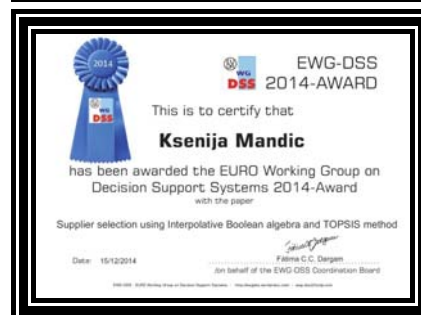 2014
WG
DSS
WG
DSS
EWG-DSS
2014-AWARD
This is to certify that
Ksenija Mandic
has been awarded the EURO Working Group on
Decision Support Systems 2014-Award
with the paper
Supplier selection using Interpolative Boolean algebra and TOPSIS method
Date: 15/12/2014
Fátima C.C. Dargam
/on behalf of the EWG-DSS Coordination Board